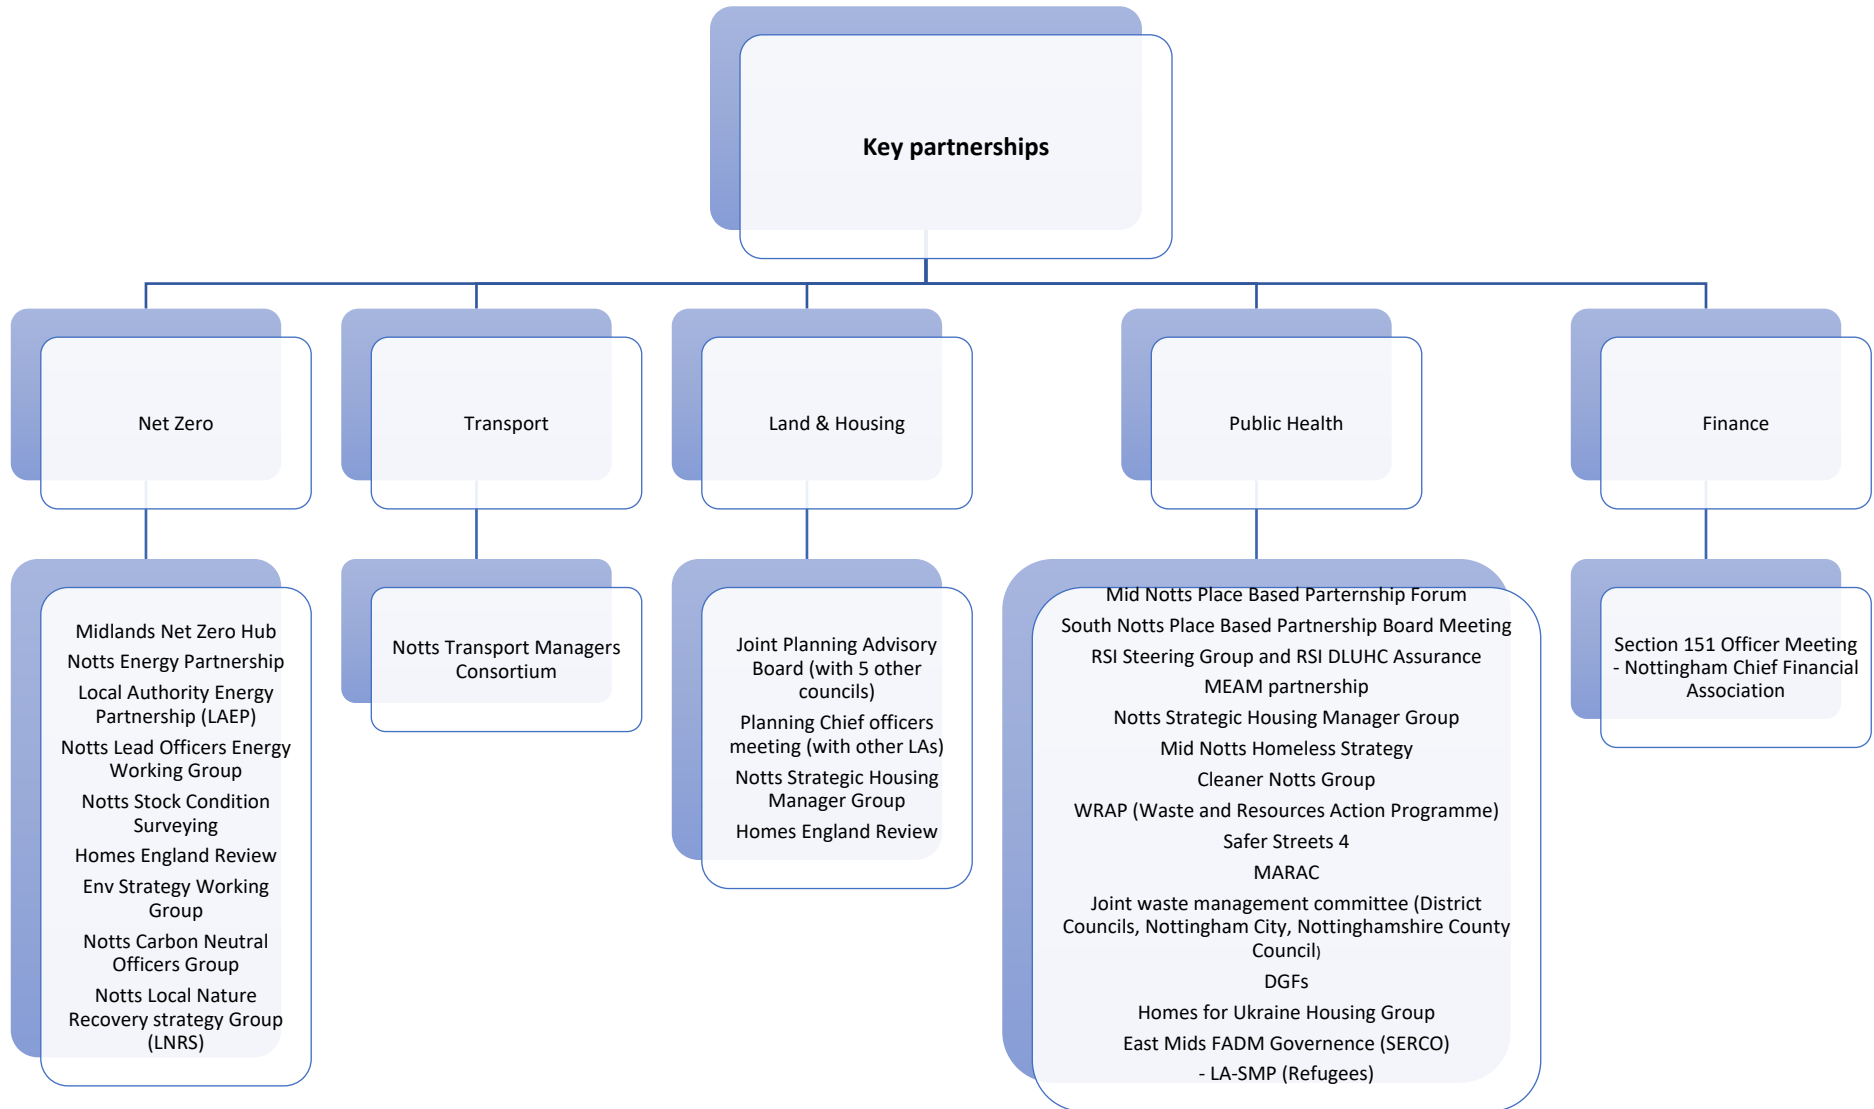 Key partnerships
Net Zero
Transport
Land & Housing
Public Health
Finance
Midlands Net Zero Hub
Notts Energy Partnership
Local Authority Energy
Partnership (LAEP)
Notts Lead Officers Energy
Working Group
Notts Stock Condition
Surveying
Homes England Review
Env Strategy Working
Group
Notts Carbon Neutral
Officers Group
Notts Local Nature
Recovery strategy Group
(LNRS)
Notts Transport Managers
Consortium
Joint Planning Advisory
Board (with 5 other
councils)
Planning Chief officers
meeting (with other LAs)
Notts Strategic Housing
Manager Group
Homes England Review
Mid Notts Place Based Parternship Forum
South Notts Place Based Partnership Board Meeting
RSI Steering Group and RSI DLUHC Assurance
MEAM partnership
Notts Strategic Housing Manager Group
Mid Notts Homeless Strategy
Cleaner Notts Group
WRAP (Waste and Resources Action Programme)
Safer Streets 4
MARAC
Joint waste management committee (District
Councils, Nottingham City, Nottinghamshire County
Council)
DGFs
Homes for Ukraine Housing Group
East Mids FADM Governence (SERCO)
- LA-SMP (Refugees)
Section 151 Officer Meeting
- Nottingham Chief Financial
Association